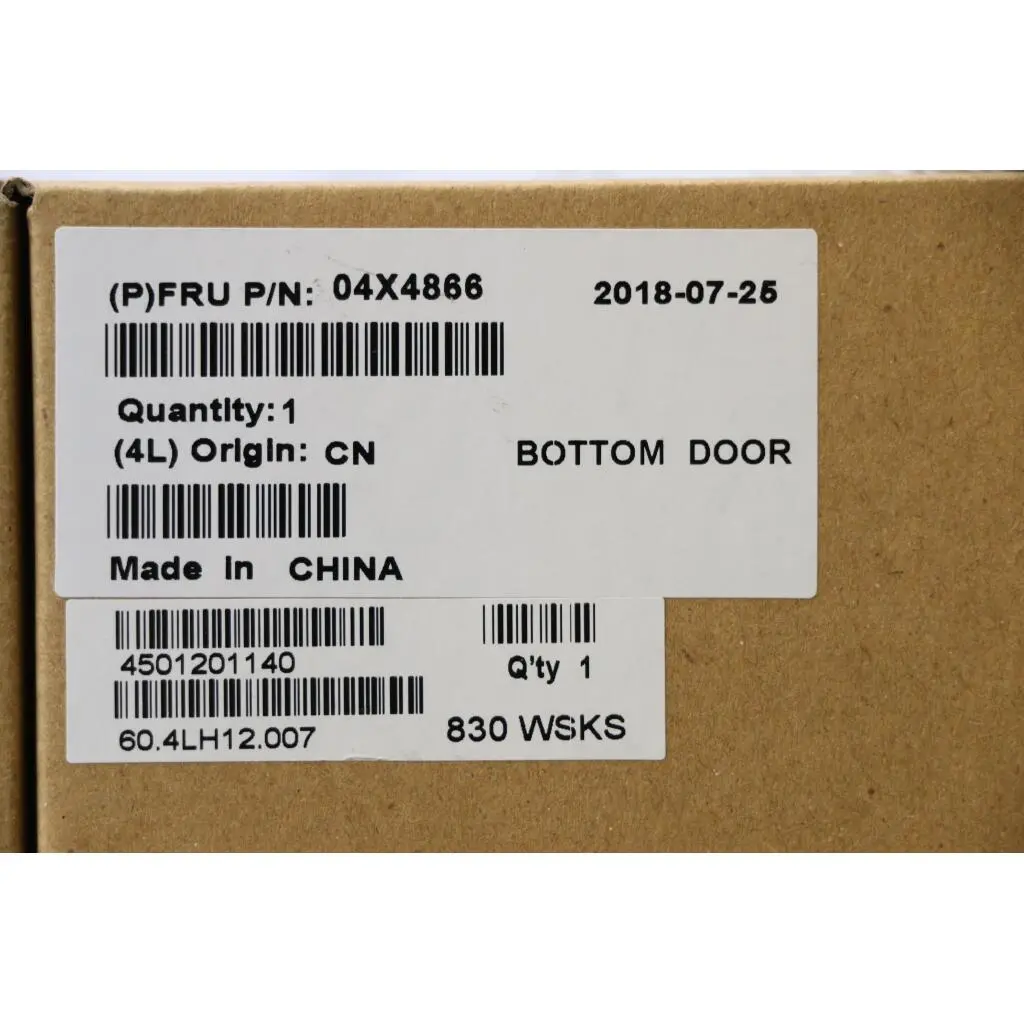 (P)FRU P/N: 04X4866 2018-07-25
Quantity: 1
(4L) Origin: CN BOTTOM DOOR
Made In CHINA
4501201140 Q'ty 1
60.4LH12.007 830 WSKS